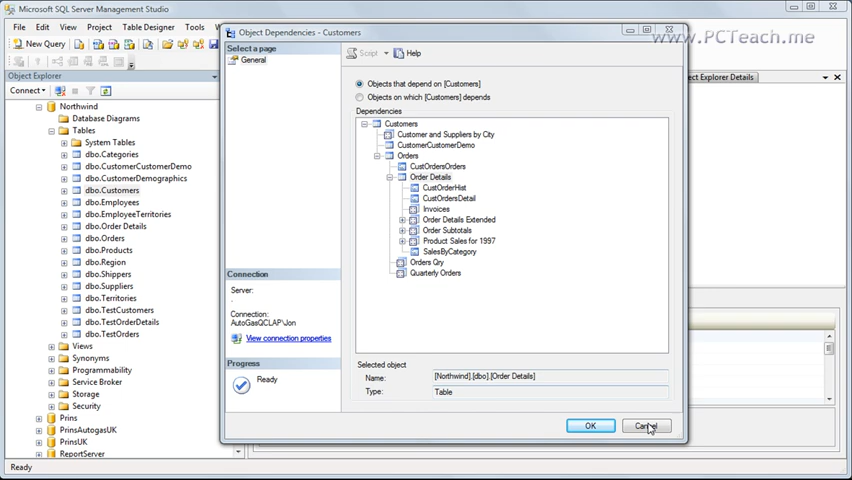 Microsoft SQL Server Management Studio
File Edit View Project Table Designer Tools
New Query
Object Explorer
Connect
Northwind
Database Diagrams
Tables
System Tables
dbo.Categories
dbo.CustomerCustomerDemo
dbo.CustomerDemographics
dbo.Customers
dbo.Employees
dbo.EmployeeTerritories
dbo.Order Details
dbo.Orders
dbo.Products
dbo.Region
dbo.Shippers
dbo.Suppliers
dbo.Territories
dbo.TestCustomers
dbo.TestOrderDetails
dbo.TestOrders
Views
Synonyms
Programmability
Service Broker
Storage
Security
Prins
PrinsAutogasUK
PrinsUK
ReportServer
Ready
Object Dependencies - Customers
Select a page
General
Script
Help
Objects that depend on [Customers]
Objects on which [Customers] depends
Dependencies
Customers
Customer and Suppliers by City
CustomerCustomerDemo
Orders
CustOrdersOrders
Order Details
CustOrderHist
CustOrdersDetail
Invoices
Order Details Extended
Order Subtotals
Product Sales for 1997
SalesByCategory
Orders Qry
Quarterly Orders
Connection
Server:
.
Connection:
AutoGasQCLAP\Jon
View connection properties
Progress
Ready
Selected object
Name: [Northwind].[dbo].[Order Details]
Type: Table
OK Cancel
www.PCTeach.me
ject Explorer Details